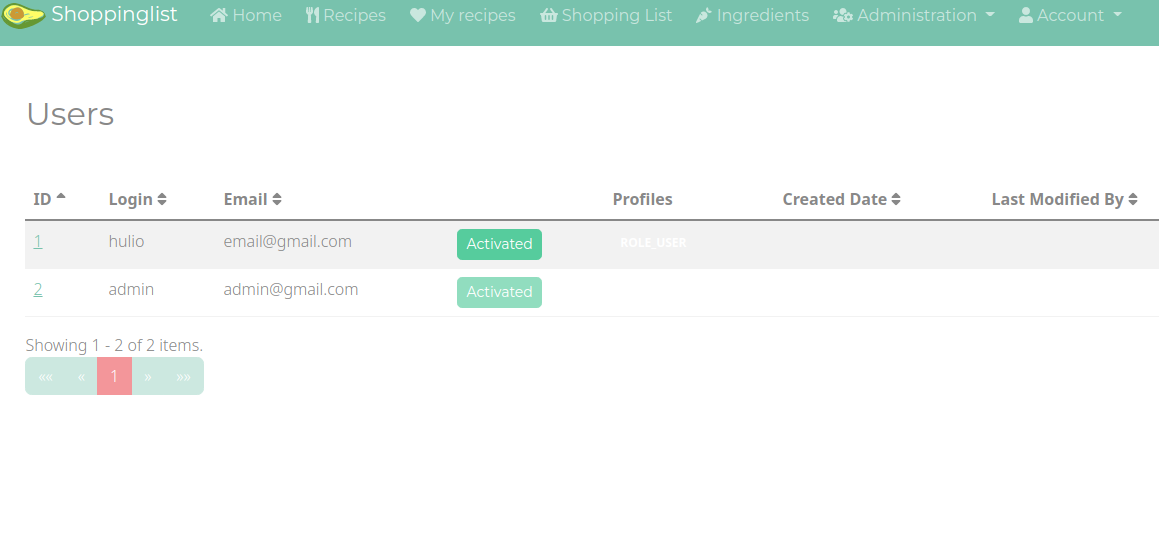 Shoppinglist Home Recipes My recipes Shopping List Ingredients Administration Account
Users
ID Login Email Profiles Created Date Last Modified By
1 hulio email@gmail.com Activated ROLE_USER
2 admin admin@gmail.com Activated
Showing 1 - 2 of 2 items.
«« « 1 » »»